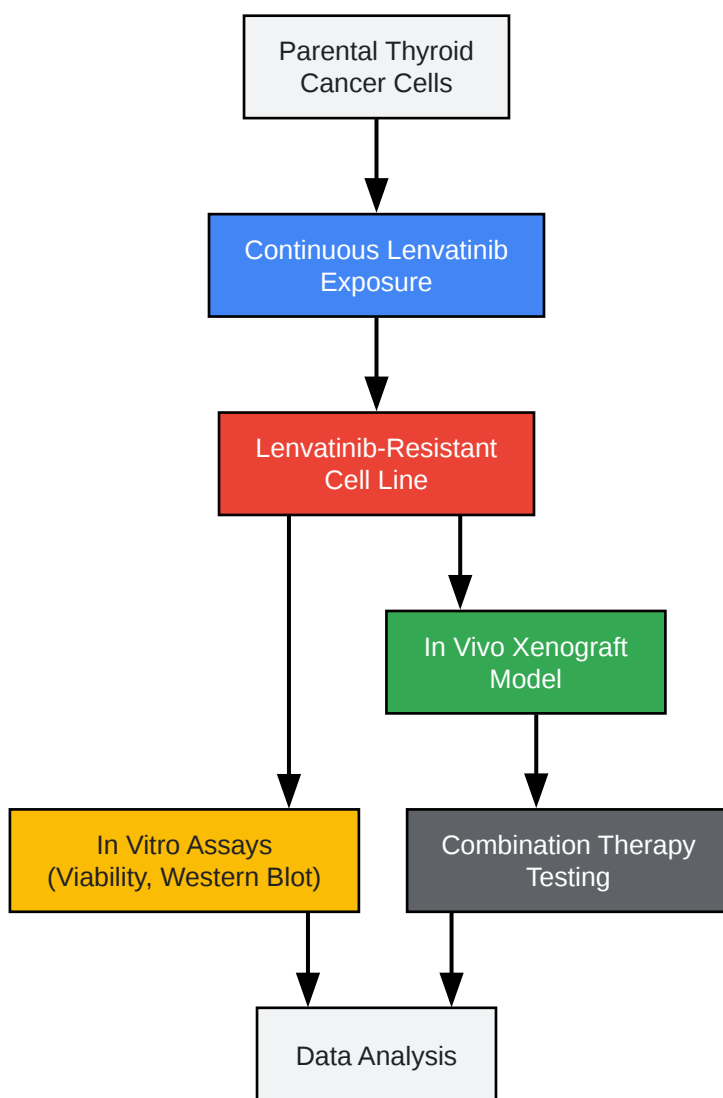 Parental Thyroid
Cancer Cells
Continuous Lenvatinib
Exposure
Lenvatinib-Resistant
Cell Line
In Vivo Xenograft
Model
In Vitro Assays
(Viability, Western Blot)
Combination Therapy
Testing
Data Analysis